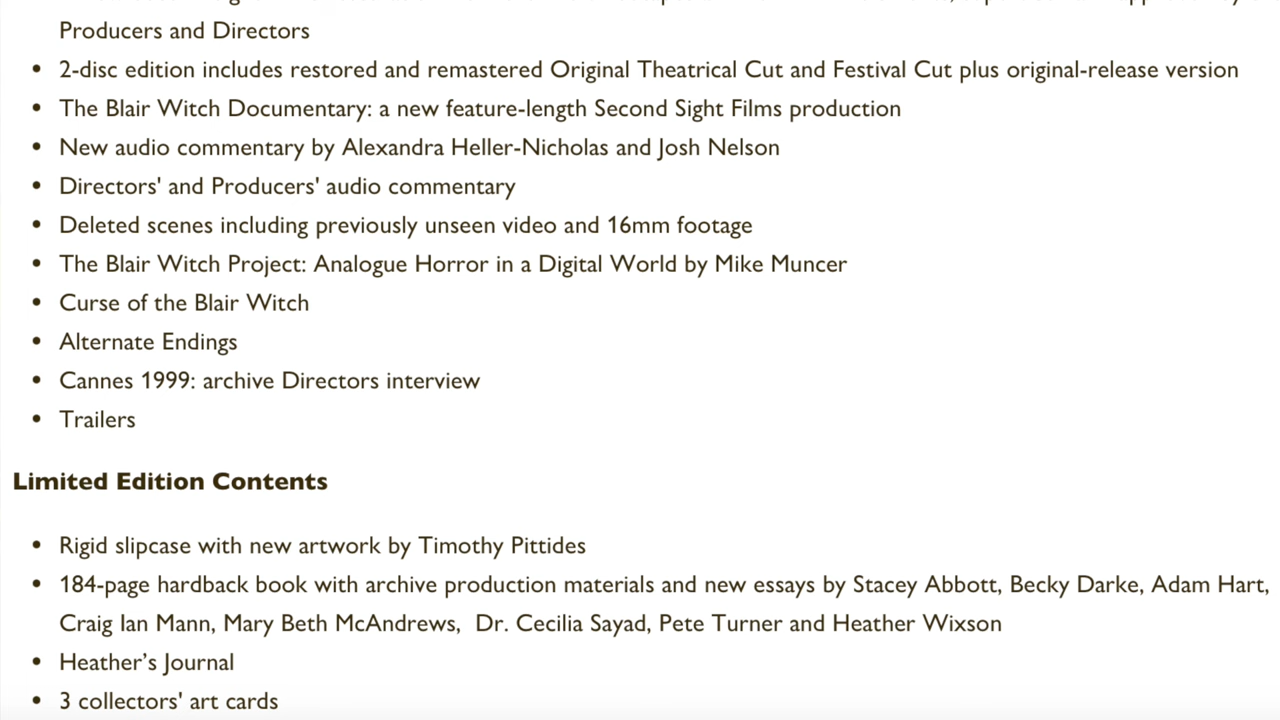 Producers and Directors
• 2-disc edition includes restored and remastered Original Theatrical Cut and Festival Cut plus original-release version
• The Blair Witch Documentary: a new feature-length Second Sight Films production
• New audio commentary by Alexandra Heller-Nicholas and Josh Nelson
• Directors' and Producers' audio commentary
• Deleted scenes including previously unseen video and 16mm footage
• The Blair Witch Project: Analogue Horror in a Digital World by Mike Muncer
• Curse of the Blair Witch
• Alternate Endings
• Cannes 1999: archive Directors interview
• Trailers
Limited Edition Contents
• Rigid slipcase with new artwork by Timothy Pittides
• 184-page hardback book with archive production materials and new essays by Stacey Abbott, Becky Darke, Adam Hart,
Craig Ian Mann, Mary Beth McAndrews,  Dr. Cecilia Sayad, Pete Turner and Heather Wixson
• Heather’s Journal
• 3 collectors' art cards